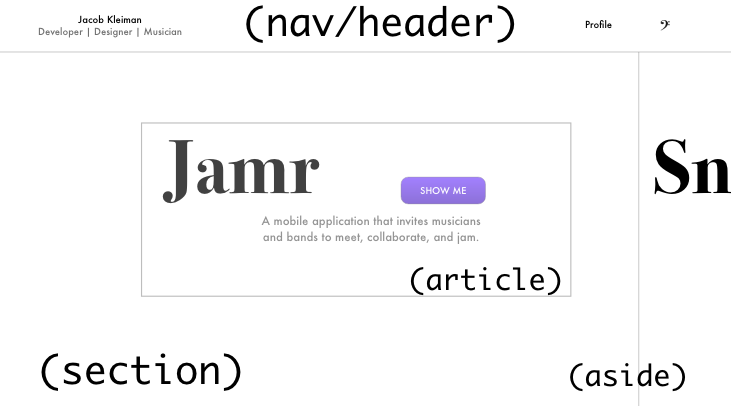 Jacob Kleiman
Developer | Designer | Musician
(nav/header)
Profile
Jamr
SHOW ME
A mobile application that invites musicians
and bands to meet, collaborate, and jam.
(article)
Sn
(section)
(aside)